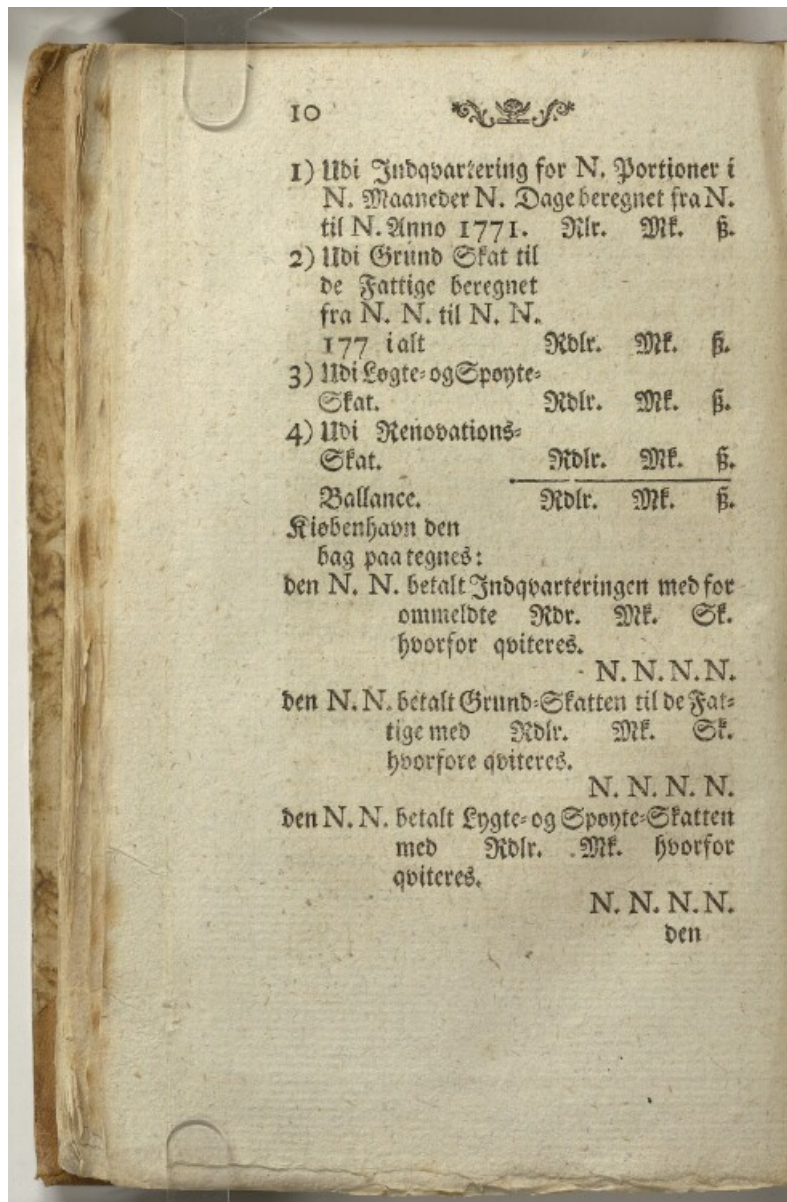 10
1) Udi Indqvartering for N. Portioner i
N. Maaneder N. Dage beregnet fra N.
til N. Anno 1771. Rlr. Mk. ß.
2) Udi Grund Skat til
de Fattige beregnet
fra N. N. til N. N.
177 ialt Rdlr. Mk. ß.
3) Udi Løgte- og Spøyte-
Skat. Rdlr. Mk. ß.
4) Udi Renovations-
Skat. Rdlr. Mk. ß.
Ballance. Rdlr. Mk. ß.
Kiøbenhavn den
bag paa tegnes:
den N. N. betalt Indqvarteringen med for
ommeldte Rdr. Mk. Sk.
hvorfor qviteres.
N. N. N. N.
den N. N. betalt Grund-Skatten til de Fat-
tige med Rdlr. Mk. Sk.
hvorfore qviteres.
N. N. N. N.
den N. N. betalt Lygte- og Spøyte-Skatten
med Rdlr. Mk. hvorfor
qviteres.
N. N. N. N.
den